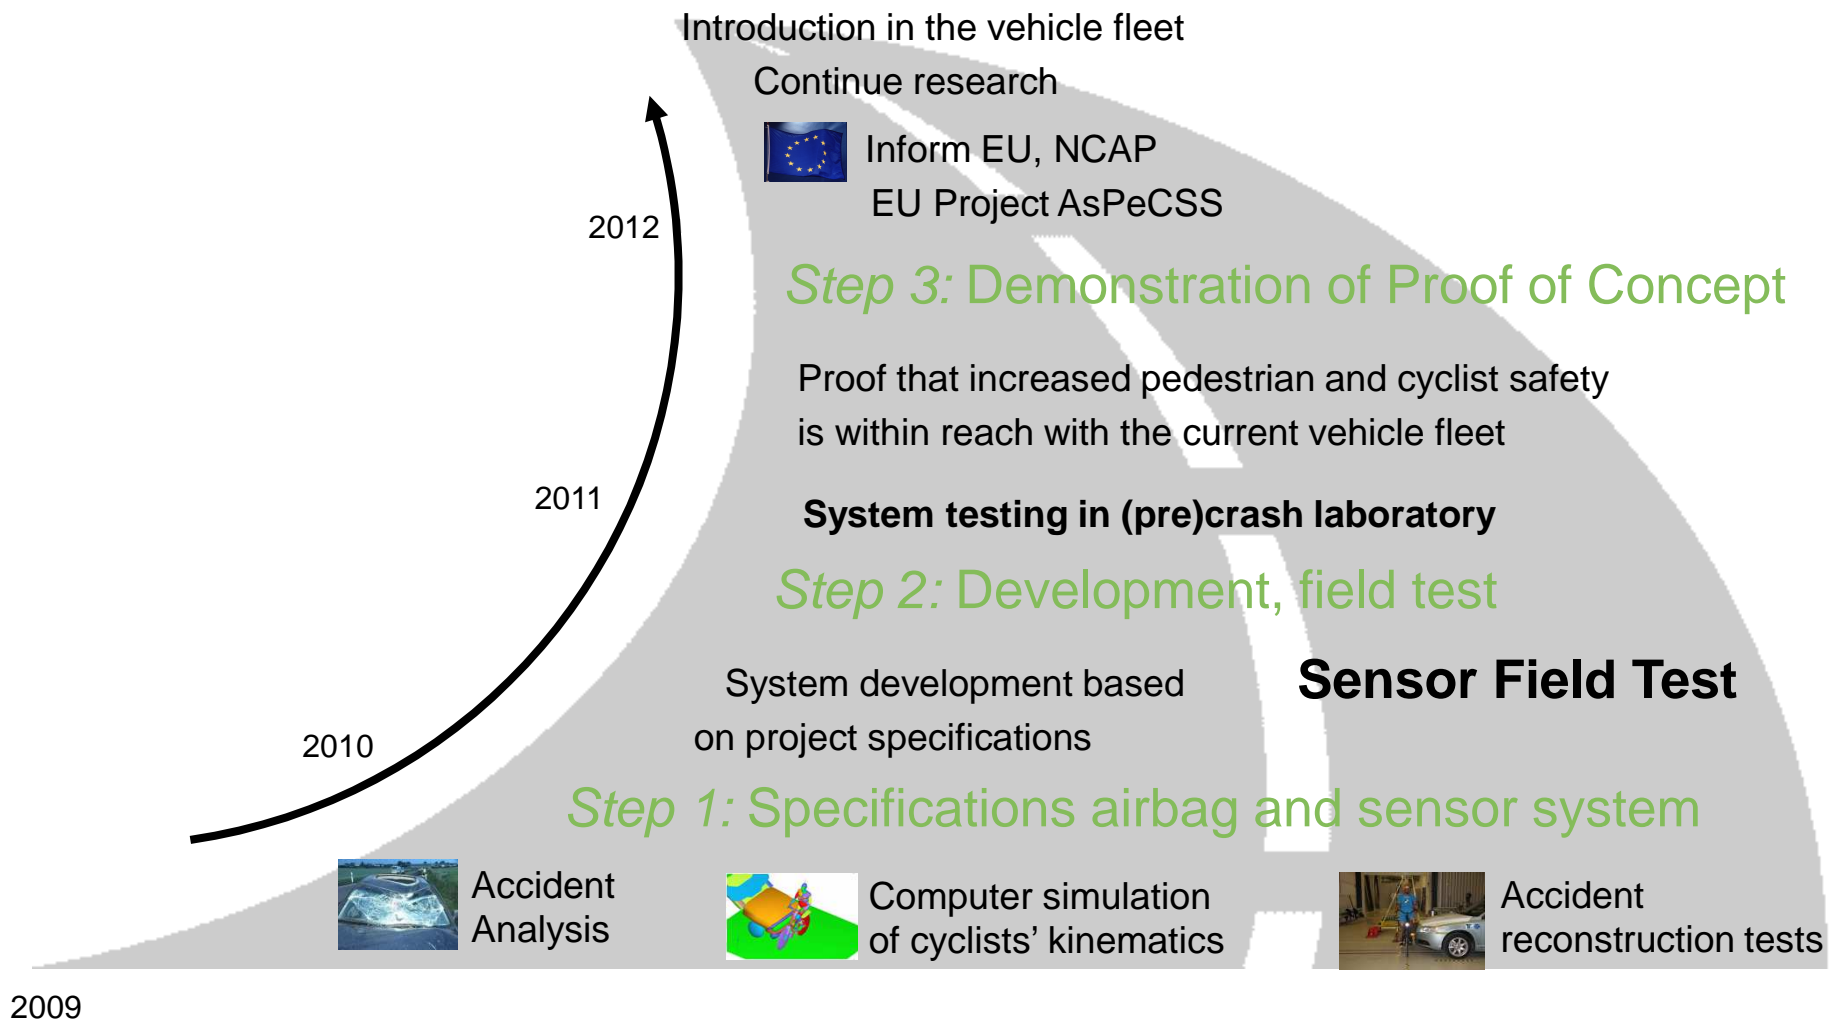 Introduction in the vehicle fleet
Continue research
Inform EU, NCAP
EU Project AsPeCSS
2012
Step 3: Demonstration of Proof of Concept
Proof that increased pedestrian and cyclist safety
is within reach with the current vehicle fleet
2011
System testing in (pre)crash laboratory
Step 2: Development, field test
System development based
on project specifications
Sensor Field Test
2010
Step 1: Specifications airbag and sensor system
Accident
Analysis
Computer simulation
of cyclists’ kinematics
Accident
reconstruction tests
2009